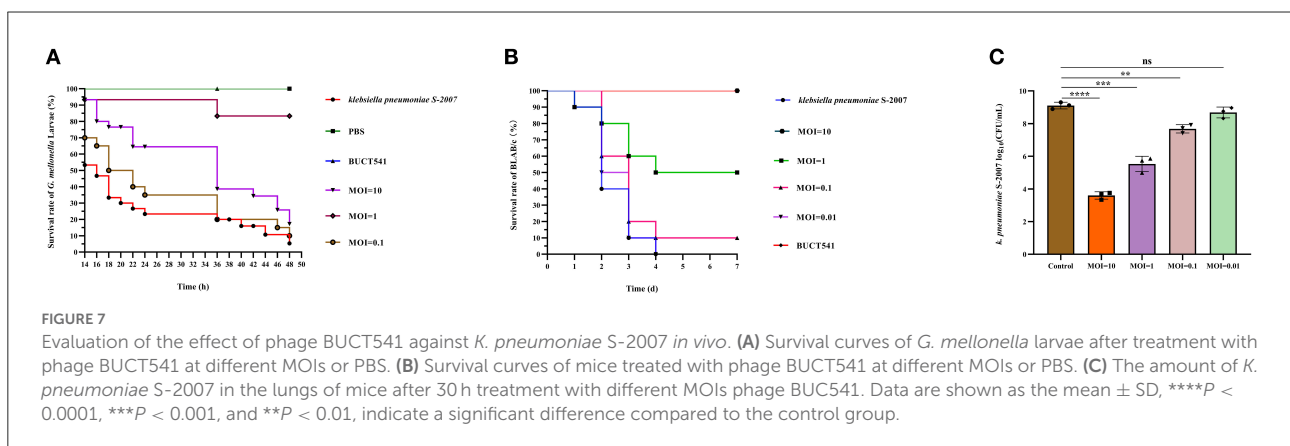 A
Survival rate of G. mellonella Larvae (%)
100
90
80
70
60
50
40
30
20
10
0
14 16 18 20 22 24 26 28 30 32 34 36 38 40 42 44 46 48 50
Time (h)
klebsiella pneumoniae S-2007
PBS
BUCT541
MOI=10
MOI=1
MOI=0.1
B
Survival rate of BLAB/c (%)
100
90
80
70
60
50
40
30
20
10
0
0 1 2 3 4 5 6 7
Time (d)
klebsiella pneumoniae S-2007
MOI=10
MOI=1
MOI=0.1
MOI=0.01
BUCT541
C
k. pneumoniae S-2007 log10(CFU/mL)
10
8
6
4
2
0
ns
**
***
****
Control MOI=10 MOI=1 MOI=0.1 MOI=0.01
FIGURE 7
Evaluation of the effect of phage BUCT541 against K. pneumoniae S-2007 in vivo. (A) Survival curves of G. mellonella larvae after treatment with
phage BUCT541 at different MOIs or PBS. (B) Survival curves of mice treated with phage BUCT541 at different MOIs or PBS. (C) The amount of K.
pneumoniae S-2007 in the lungs of mice after 30 h treatment with different MOIs phage BUC541. Data are shown as the mean ± SD, ****P <
0.0001, ***P < 0.001, and **P < 0.01, indicate a significant difference compared to the control group.